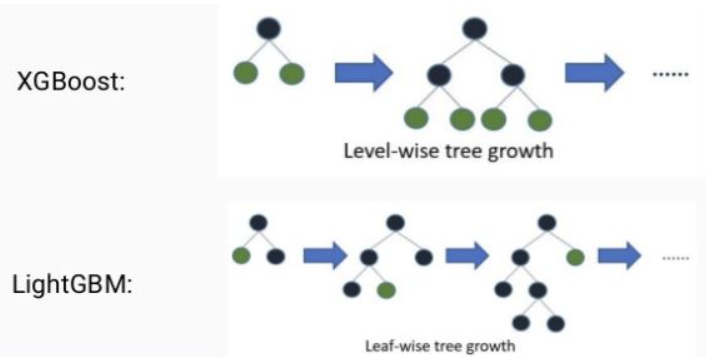 XGBoost:
......
Level-wise tree growth
LightGBM:
......
Leaf-wise tree growth